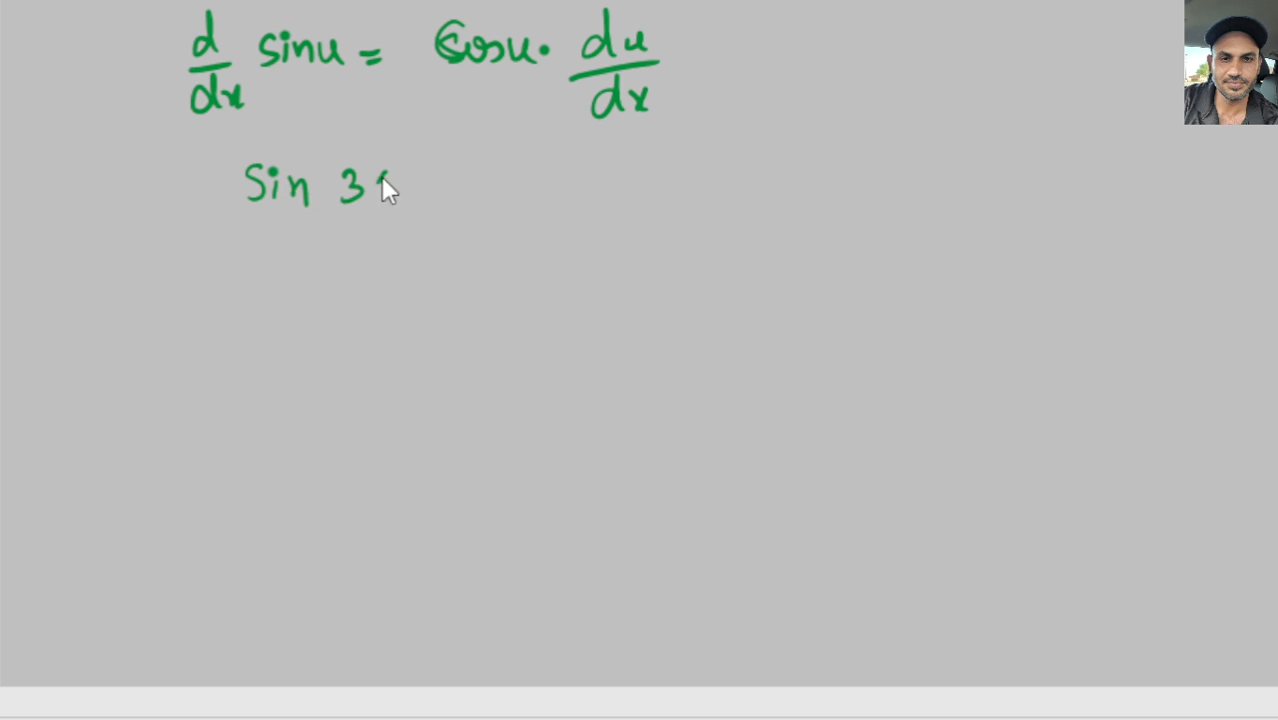 d/dx sinu = cosu · du/dx
Sin 3